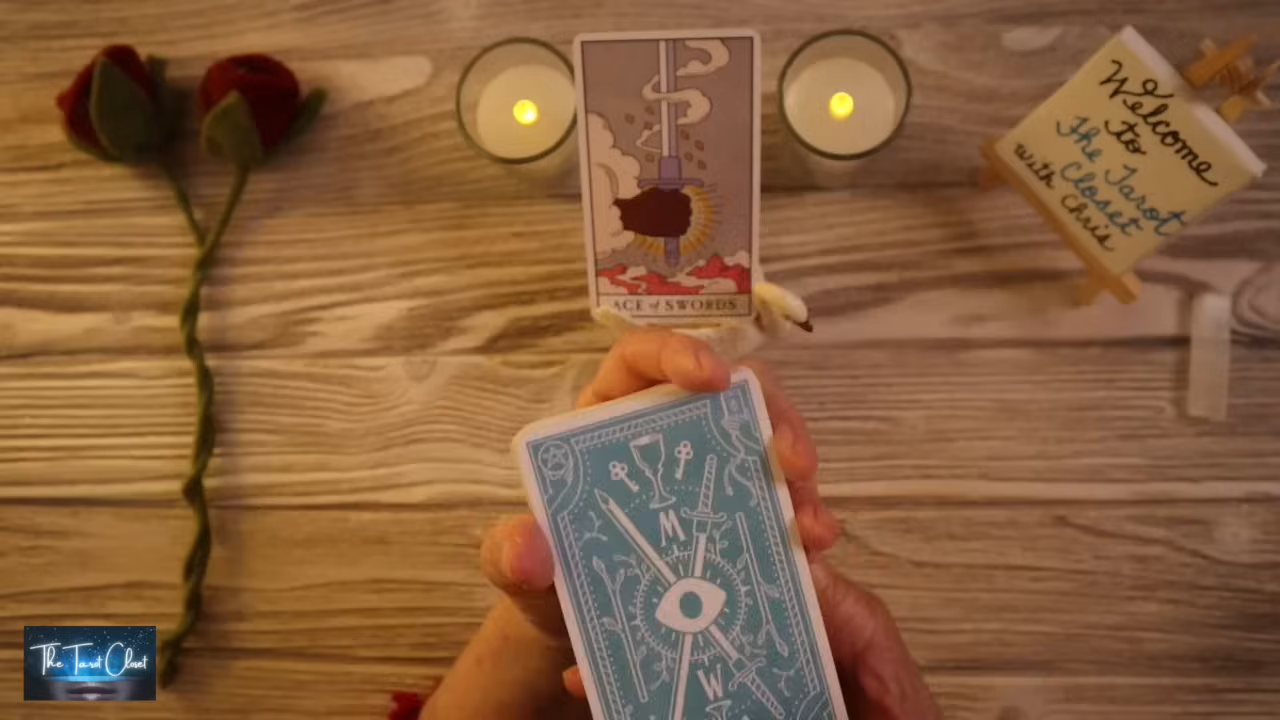 ACE of SWORDS
Welcome
To
The Tarot
Closet
with Chris
M
W
The Tarot Closet